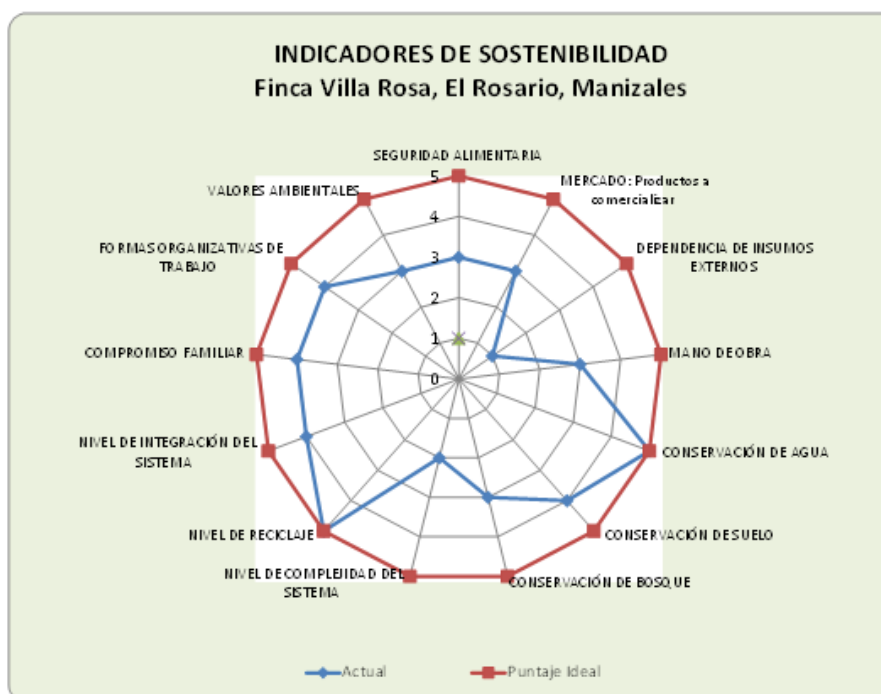 INDICADORES DE SOSTENIBILIDAD
Finca Villa Rosa, El Rosario, Manizales
SEGURIDAD ALIMENTARIA
MERCADO: Productos a
comercializar
DEPENDENCIA DE INSUMOS
EXTERNOS
MANO DE OBRA
CONSERVACIÓN DE AGUA
CONSERVACIÓN DE SUELO
CONSERVACIÓN DE BOSQUE
NIVEL DE COMPLEJIDAD DEL
SISTEMA
NIVEL DE RECICLAJE
NIVEL DE INTEGRACIÓN DEL
SISTEMA
COMPROMISO FAMILIAR
FORMAS ORGANIZATIVAS DE
TRABAJO
VALORES AMBIENTALES
5
4
3
2
1
0
Actual
Puntaje Ideal